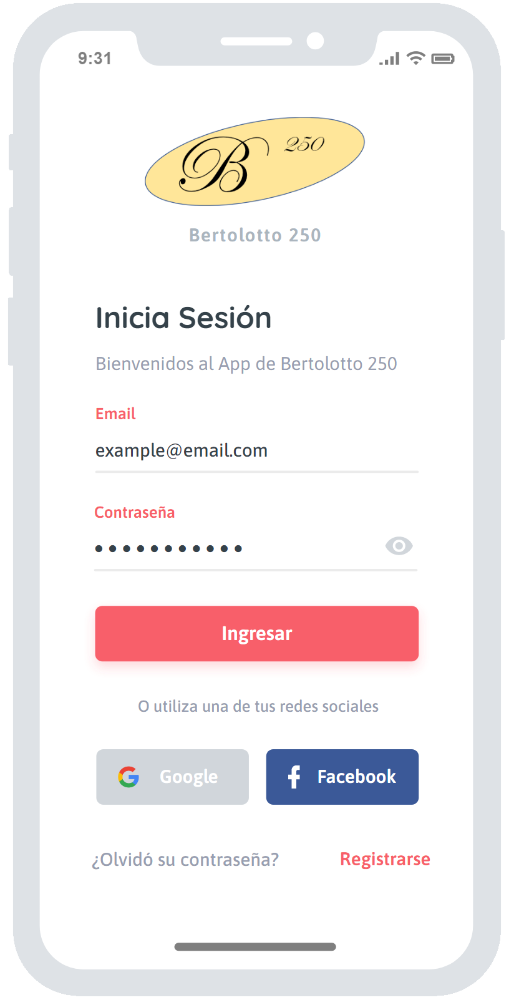 9:31
B 250
Bertolotto 250
Inicia Sesión
Bienvenidos al App de Bertolotto 250
Email
example@email.com
Contraseña
•••••••••••
Ingresar
O utiliza una de tus redes sociales
Google Facebook
¿Olvidó su contraseña? Registrarse